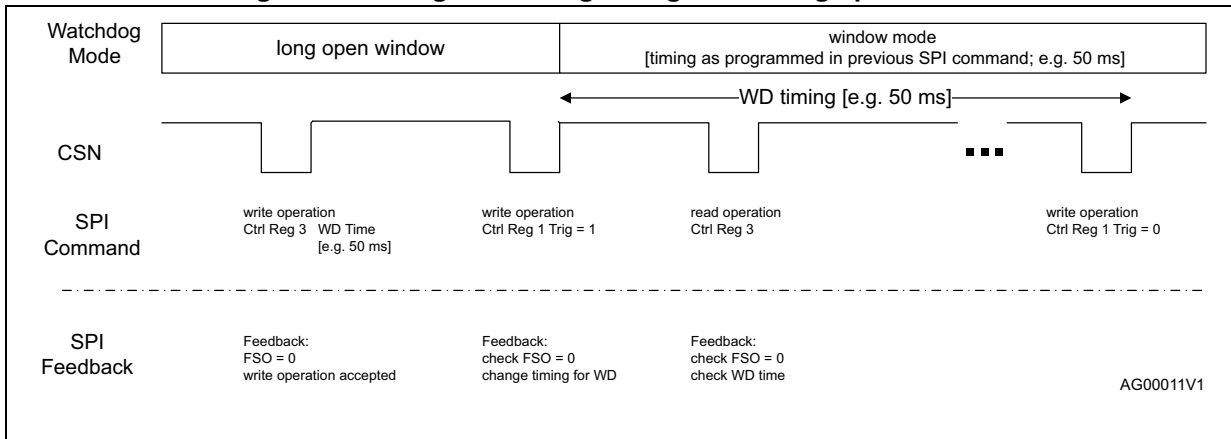 Watchdog
Mode
long open window
window mode
[timing as programmed in previous SPI command; e.g. 50 ms]
WD timing [e.g. 50 ms]
CSN
SPI
Command
write operation
Ctrl Reg 3 WD Time
[e.g. 50 ms]
write operation
Ctrl Reg 1 Trig = 1
read operation
Ctrl Reg 3
write operation
Ctrl Reg 1 Trig = 0
SPI
Feedback
Feedback:
FSO = 0
write operation accepted
Feedback:
check FSO = 0
change timing for WD
Feedback:
check FSO = 0
check WD time
AG00011V1